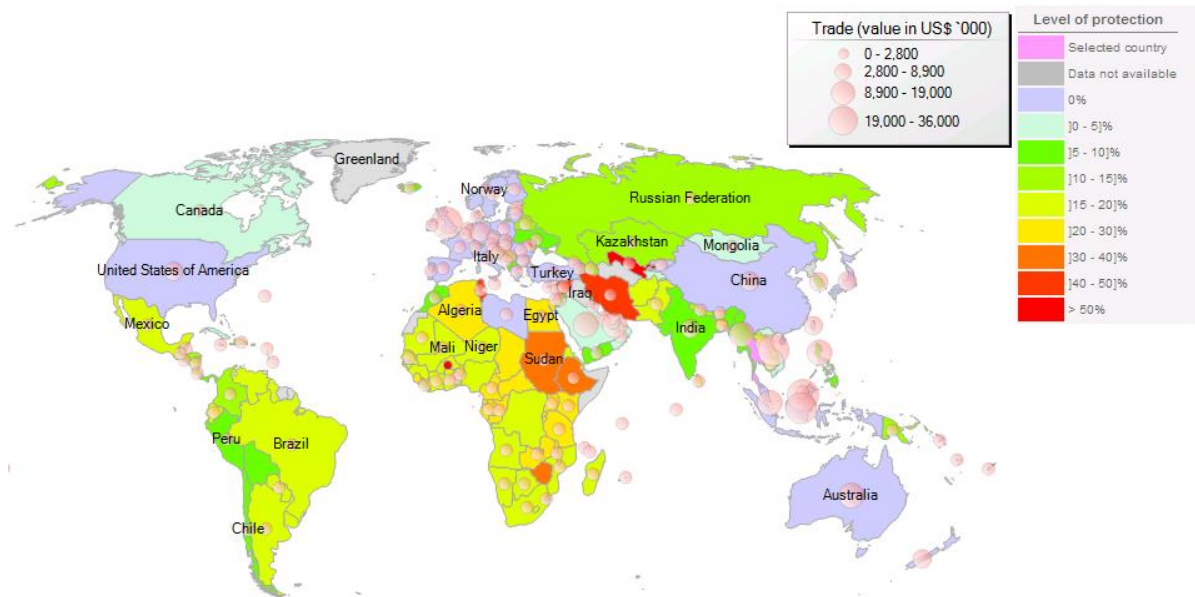 Trade (value in US$ `000)
0 - 2,800
2,800 - 8,900
8,900 - 19,000
19,000 - 36,000
Level of protection
Selected country
Data not available
0%
]0 - 5]%
]5 - 10]%
]10 - 15]%
]15 - 20]%
]20 - 30]%
]30 - 40]%
]40 - 50]%
> 50%
Greenland
Norway
Russian Federation
Canada
Kazakhstan
Mongolia
Italy
United States of America
Turkey
China
Iraq
Algeria
Egypt
Mexico
India
Mali
Niger
Sudan
Peru
Brazil
Australia
Chile